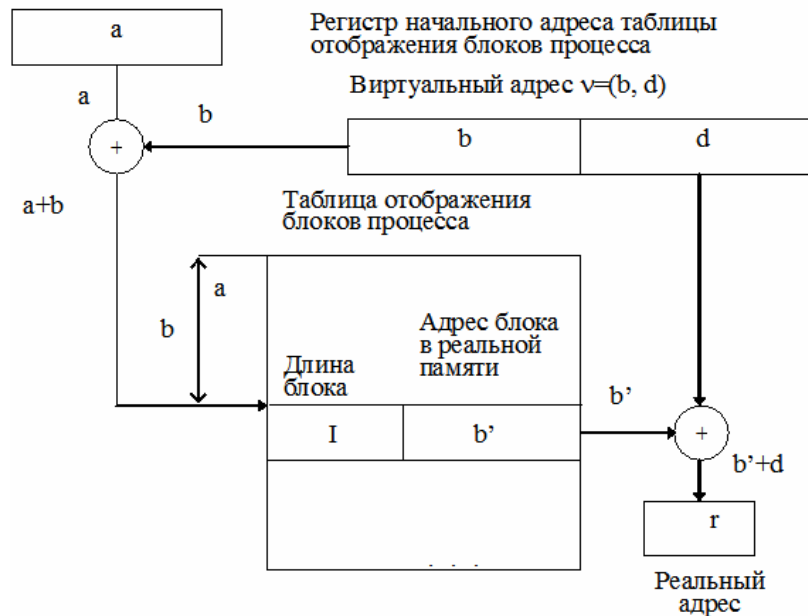 a
Регистр начального адреса таблицы
отображения блоков процесса
Виртуальный адрес ν=(b, d)
a
b
b
d
+
a+b
Таблица отображения
блоков процесса
a
b
Адрес блока
в реальной
памяти
Длина
блока
b’
I
b’
+
b’+d
r
. . .
Реальный
адрес